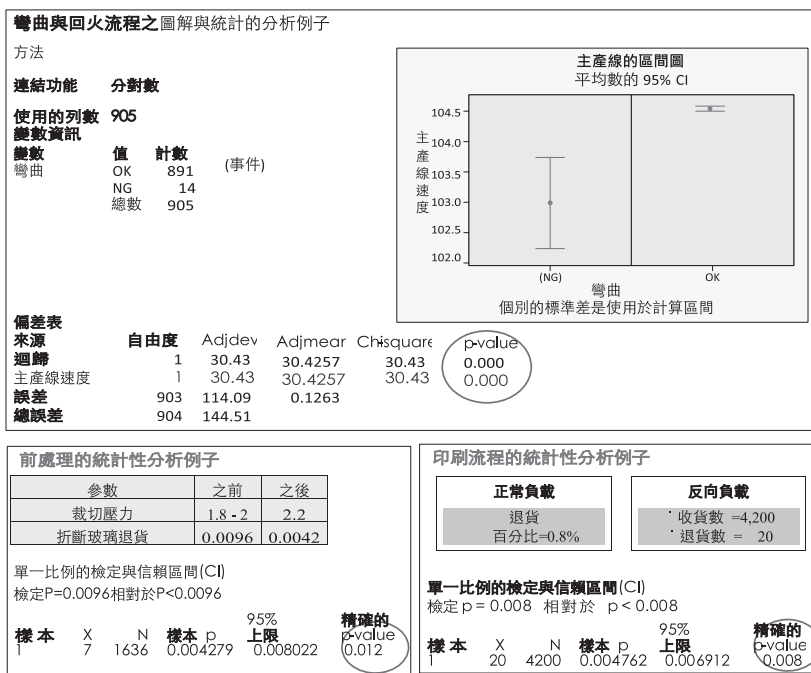 彎曲與回火流程之圖解與統計的分析例子
方法
連結功能 分對數
使用的列數 905
變數資訊
變數 值 計數
彎曲 OK 891 (事件)
NG 14
總數 905
主產線的區間圖
平均數的 95% CI
主產線速度
104.5
104.0
103.5
103.0
102.5
102.0
(NG) OK
彎曲
個別的標準差是使用於計算區間
偏差表
來源 自由度 Adjdev Adjmear Chisquare p-value
迴歸 1 30.43 30.4257 30.43 0.000
主產線速度 1 30.43 30.4257 30.43 0.000
誤差 903 114.09 0.1263
總誤差 904 144.51
前處理的統計性分析例子
參數 之前 之後
裁切壓力 1.8 - 2 2.2
折斷玻璃退貨 0.0096 0.0042
單一比例的檢定與信賴區間(CI)
檢定P=0.0096相對於P<0.0096
95% 精確的
樣本 X N 樣本 p 上限 p-value
1 7 1636 0.004279 0.008022 0.012
印刷流程的統計性分析例子
正常負載
退貨
百分比=0.8%
反向負載
收貨數 =4,200
退貨數 = 20
單一比例的檢定與信賴區間(CI)
檢定 p = 0.008 相對於 p < 0.008
95% 精確的
樣本 X N 樣本 p 上限 p-value
1 20 4200 0.004762 0.006912 0.008